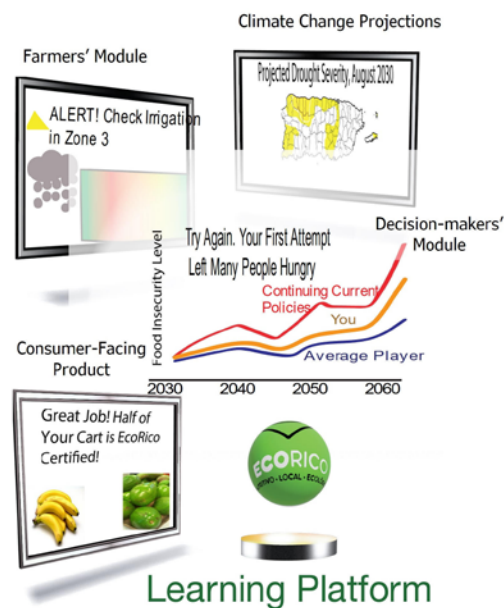 Climate Change Projections
Farmers' Module
Projected Drought Severity, August 2030
ALERT! Check Irrigation
in Zone 3
Decision-makers'
Module
Try Again. Your First Attempt
Left Many People Hungry
Food Insecurity Level
Continuing Current
Policies
You
Average Player
2030 2040 2050 2060
Consumer-Facing
Product
Great Job! Half of
Your Cart is EcoRico
Certified!
ECORICO
LOCAL
Learning Platform